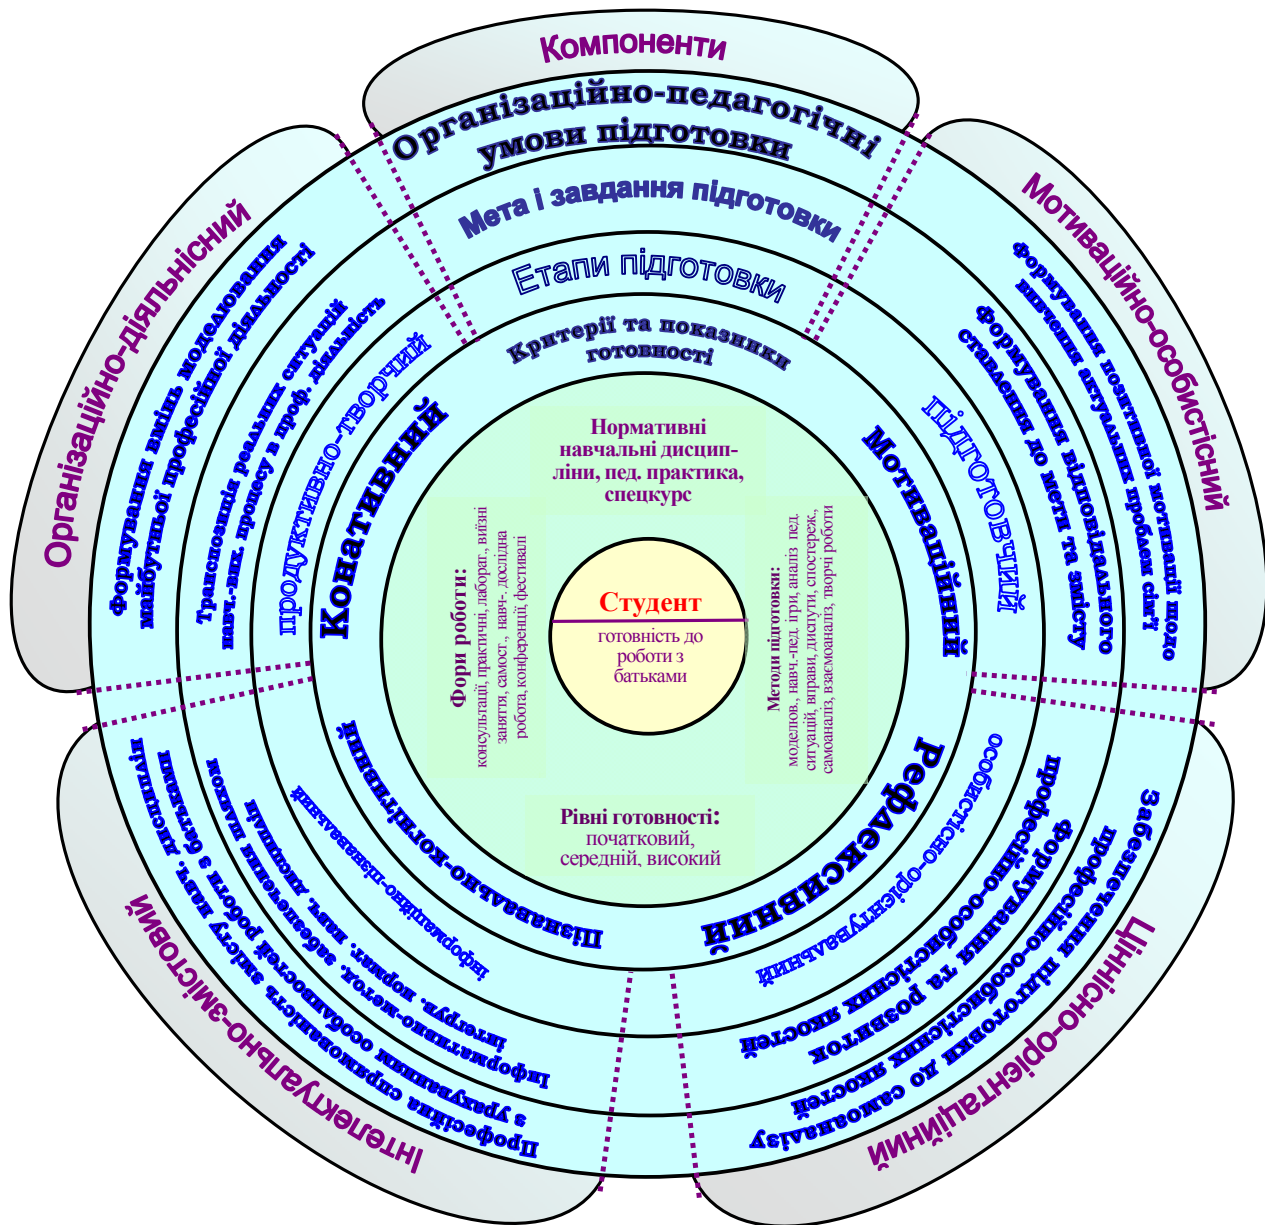 Компоненти
Організаційно-педагогічні
умови підготовки
Мета і завдання підготовки
Етапи підготовки
Критерії та показники
готовності
Мотиваційно-особистісний
формування позитивної мотивації щодо
вивчення актуальних проблем сім'ї
формування відповідального
ставлення до мети та змісту
підготовчий
Мотиваційний
Ціннісно-орієнтаційний
Забезпечення підготовки до самоаналізу
професійно-особистісних якостей
Формування та розвиток
професійно-особистісних якостей
особистісно-орієнтувальний
Рефлексивний
Інтелектуально-змістовий
Професійна спрямованість змісту навч. дисциплін
з урахуванням особливостей роботи з батьками
Інформативно-метод. забезпечення шляхом
інтегрув. нормат. навч. дисциплін
інформаційно-пізнавальний
Пізнавально-когнітивний
Організаційно-діяльнісний
Формування вмінь моделювання
майбутньої професійної діяльності
Транспозиція реальних ситуацій
навч.-вих. процесу в проф. діяльність
продуктивно-творчий
Конативний
Нормативні
навчальні дисцип-
ліни, пед. практика,
спецкурс
Фори роботи:
консультації, практичні, лаборат., виїзні
заняття, самост., навч-. дослідна
робота, конференції, фестивалі
Студент
готовність до
роботи з
батьками
Методи підготовки:
моделюв., навч.-пед. ігри, аналіз пед.
ситуацій, вправи, диспути, спостереж.,
самоаналіз, взаємоаналіз, творчі роботи
Рівні готовності:
початковий,
середній, високий